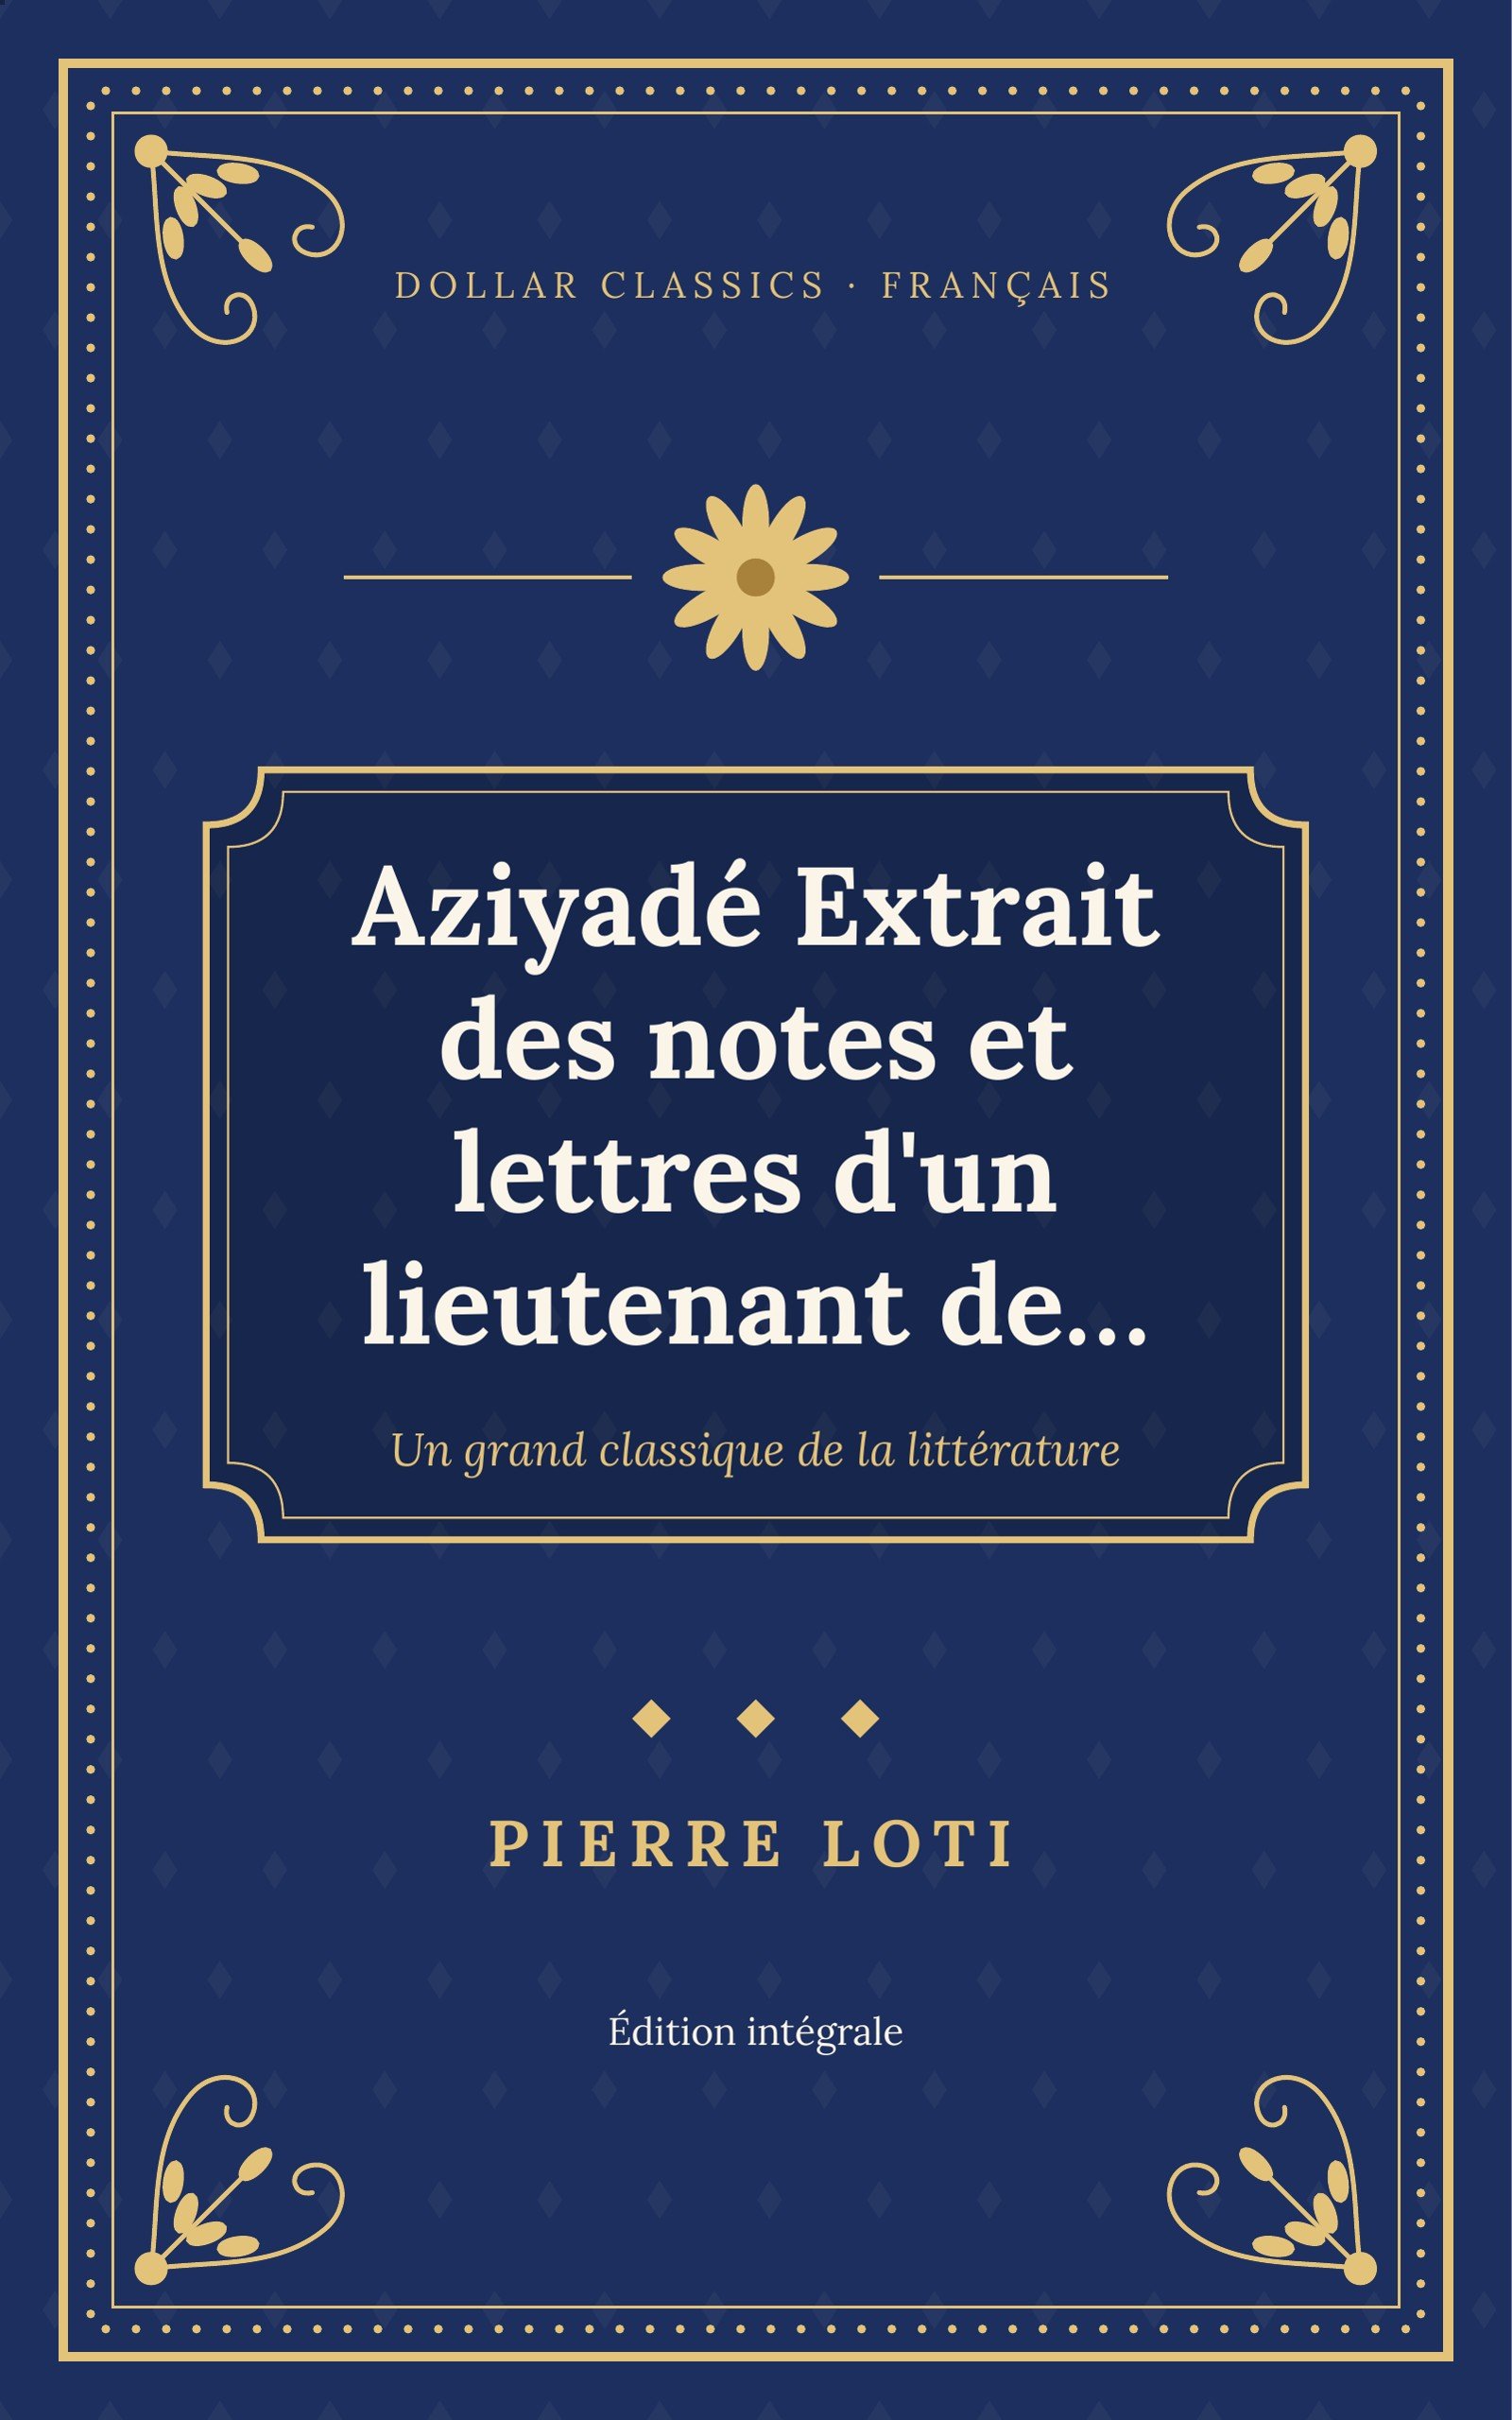 DOLLAR CLASSICS · FRANÇAIS
Aziyadé Extrait
des notes et
lettres d'un
lieutenant de...
Un grand classique de la littérature
PIERRE LOTI
Édition intégrale